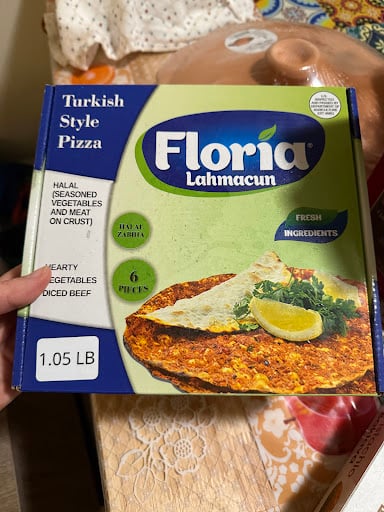 Turkish
Style
Pizza
Floria®
Lahmacun
HALAL
(SEASONED
VEGETABLES
AND MEAT
ON CRUST)
HALAL
ZABIHA
FRESH
INGREDIENTS
6
PIECES
HEARTY
VEGETABLES
DICED BEEF
1.05 LB